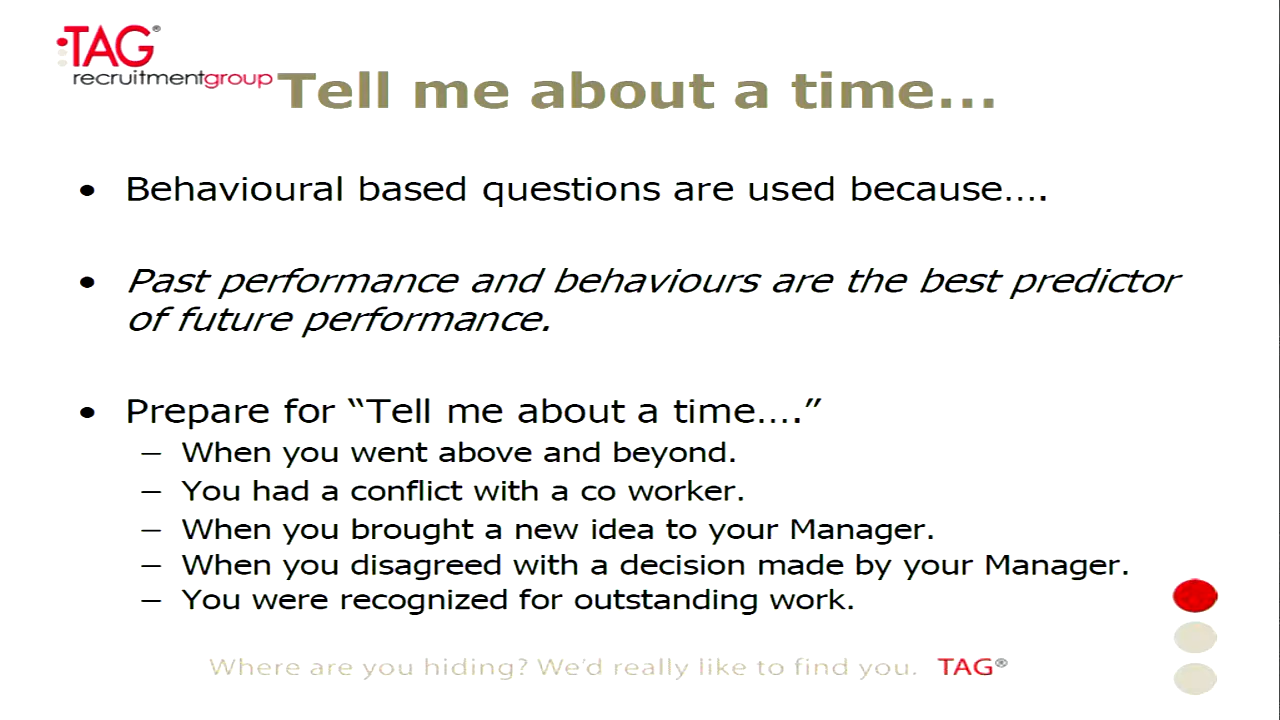 TAG®
recruitmentgroup
Tell me about a time...
• Behavioural based questions are used because....
• Past performance and behaviours are the best predictor
of future performance.
• Prepare for “Tell me about a time....”
– When you went above and beyond.
– You had a conflict with a co worker.
– When you brought a new idea to your Manager.
– When you disagreed with a decision made by your Manager.
– You were recognized for outstanding work.
Where are you hiding? We'd really like to find you. TAG®